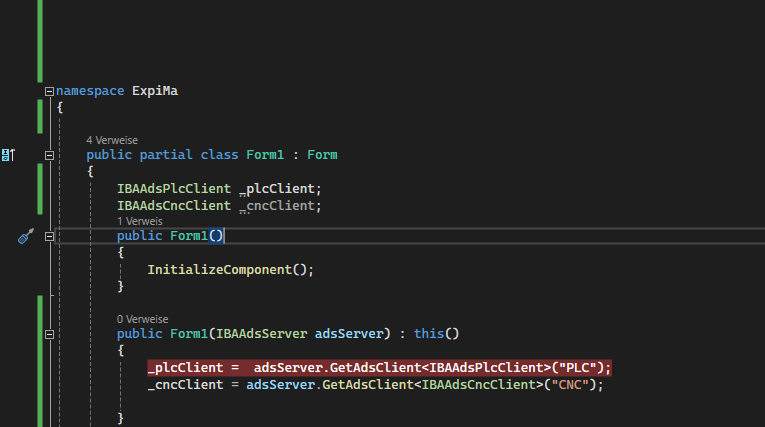 namespace ExpiMa
{
4 Verweise
public partial class Form1 : Form
{
IBAAdsPlcClient _plcClient;
IBAAdsCncClient _cncClient;
1 Verweis
public Form1()
{
InitializeComponent();
}
0 Verweise
public Form1(IBAAdsServer adsServer) : this()
{
_plcClient =  adsServer.GetAdsClient<IBAAdsPlcClient>("PLC");
_cncClient = adsServer.GetAdsClient<IBAAdsCncClient>("CNC");
}